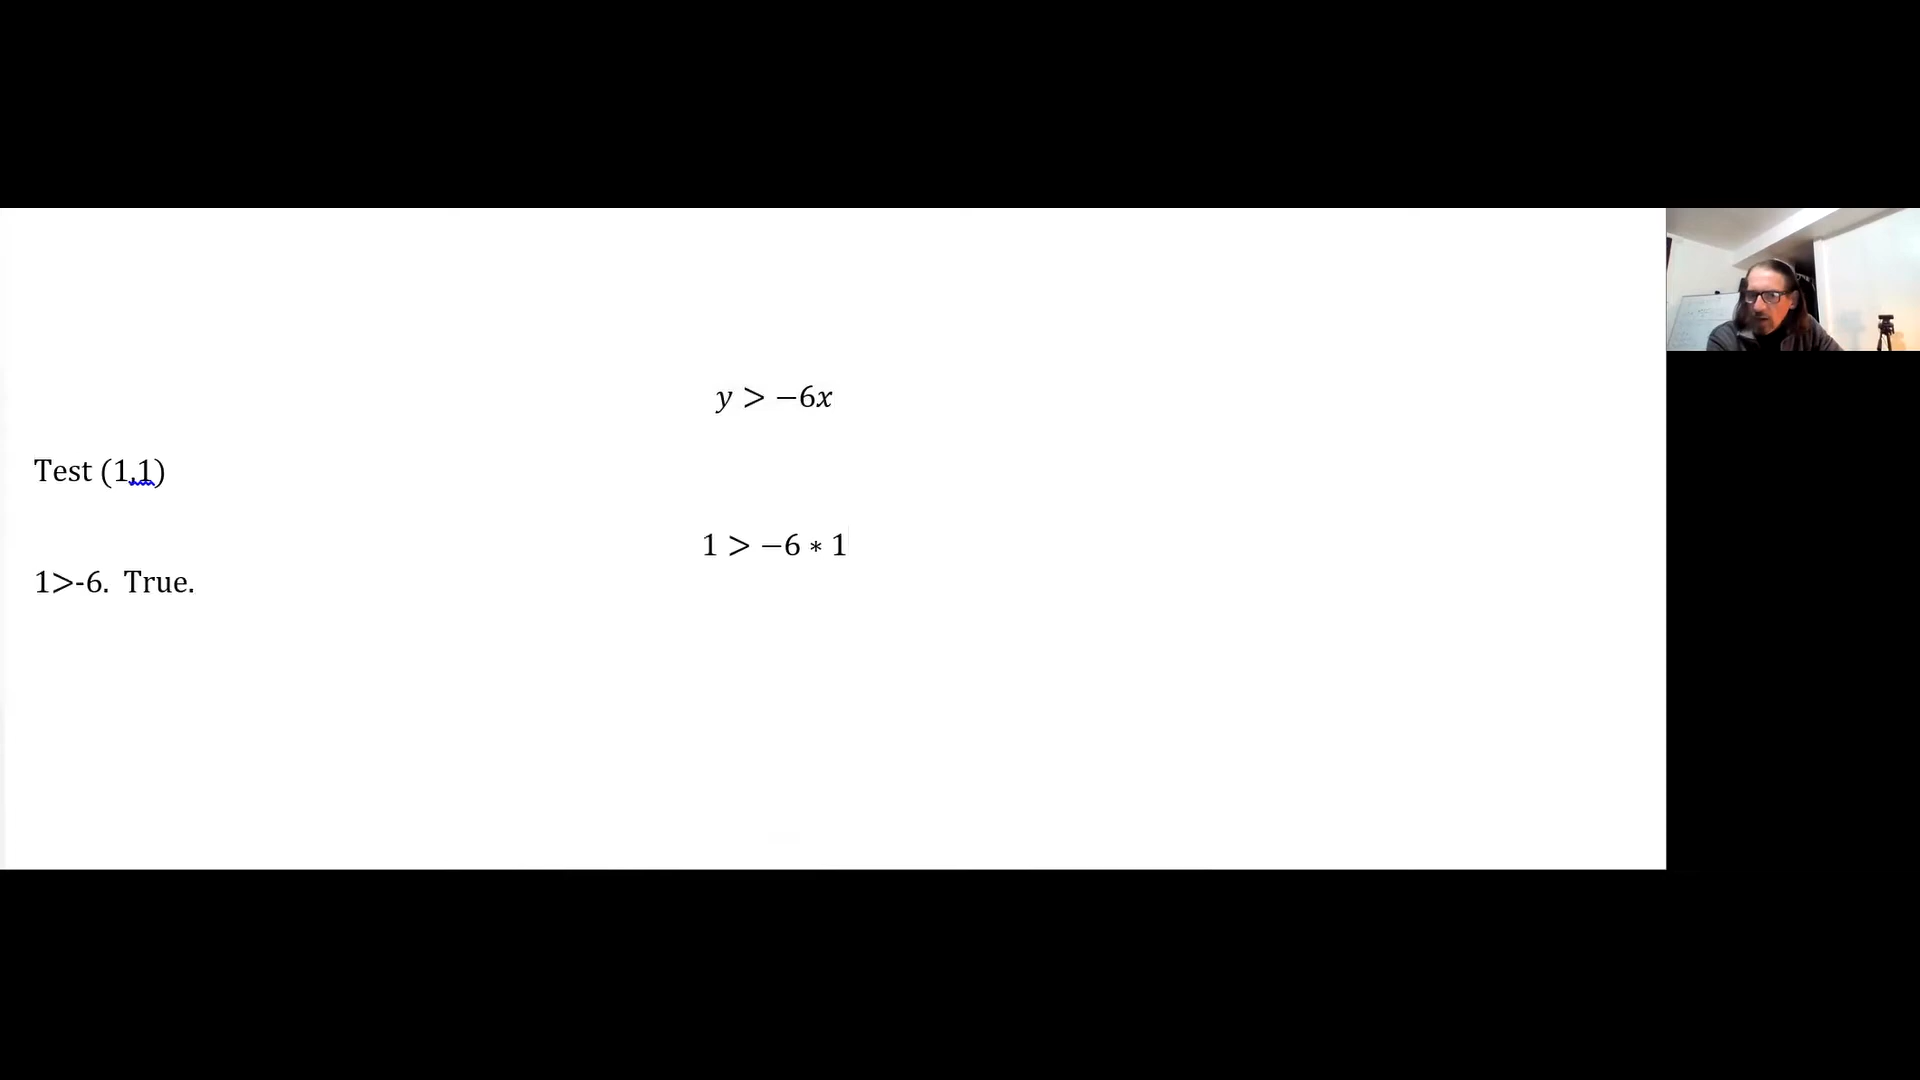 y > −6x
Test (1,1)
1 > −6 ∗ 1
1>-6.  True.